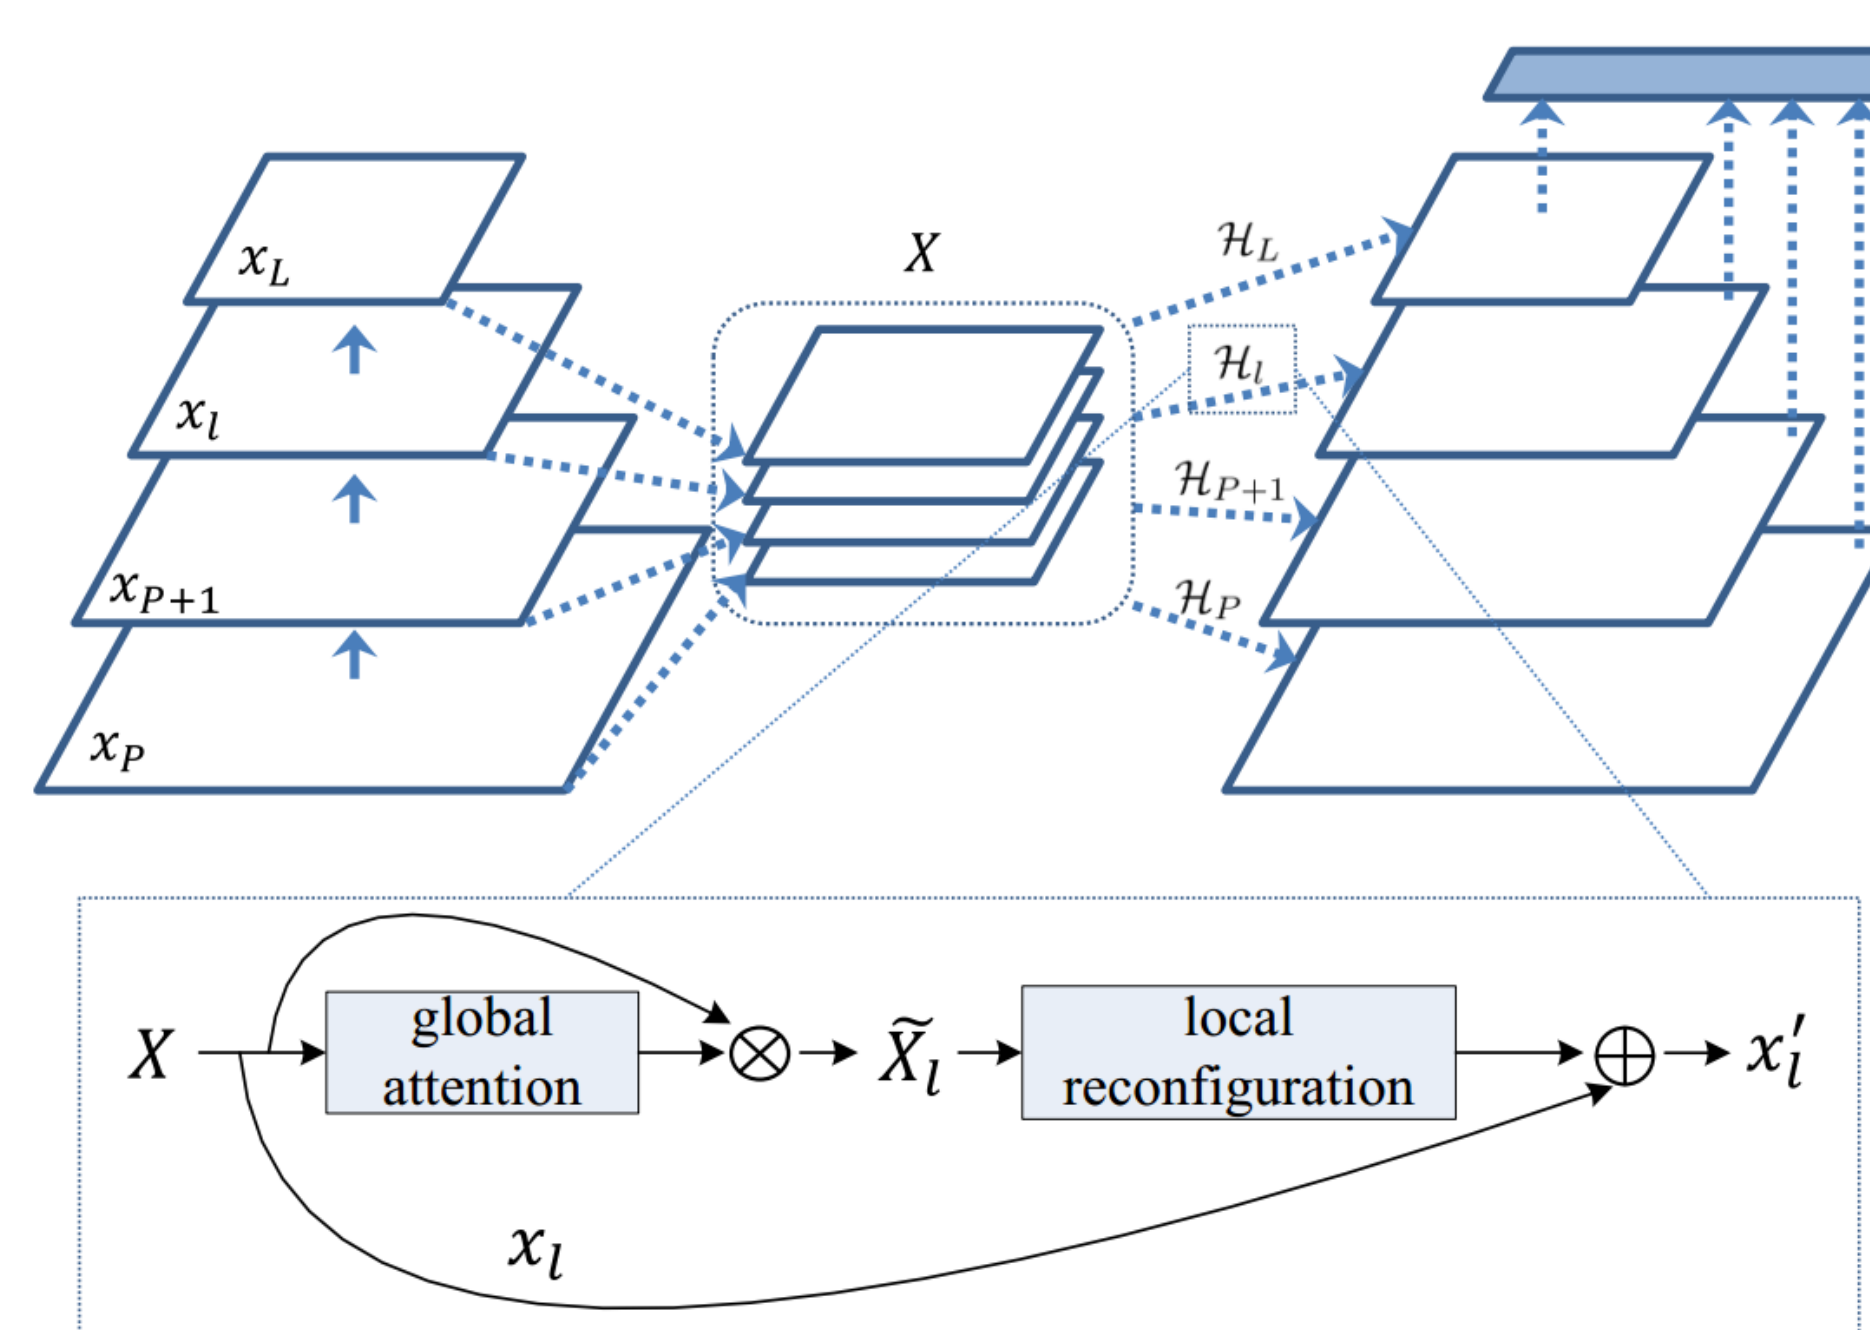 X
x_L
ℋ_L
ℋ_l
x_l
ℋ_{P+1}
x_{P+1}
ℋ_P
x_P
X
global
attention
X̃_l
local
reconfiguration
x′_l
x_l